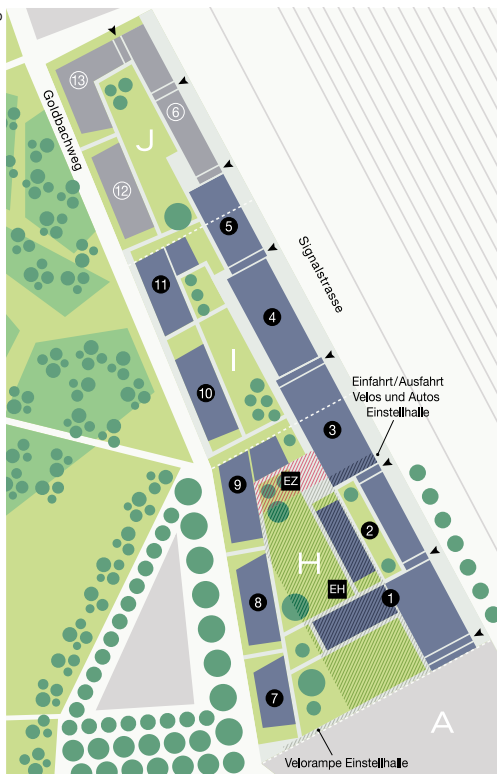 13
6
Goldbachweg
J
12
5
Signalstrasse
11
4
I
Einfahrt/Ausfahrt
Velos und Autos
Einstellhalle
10
3
9
EZ
2
H
EH
8
1
7
A
Velorampe Einstellhalle